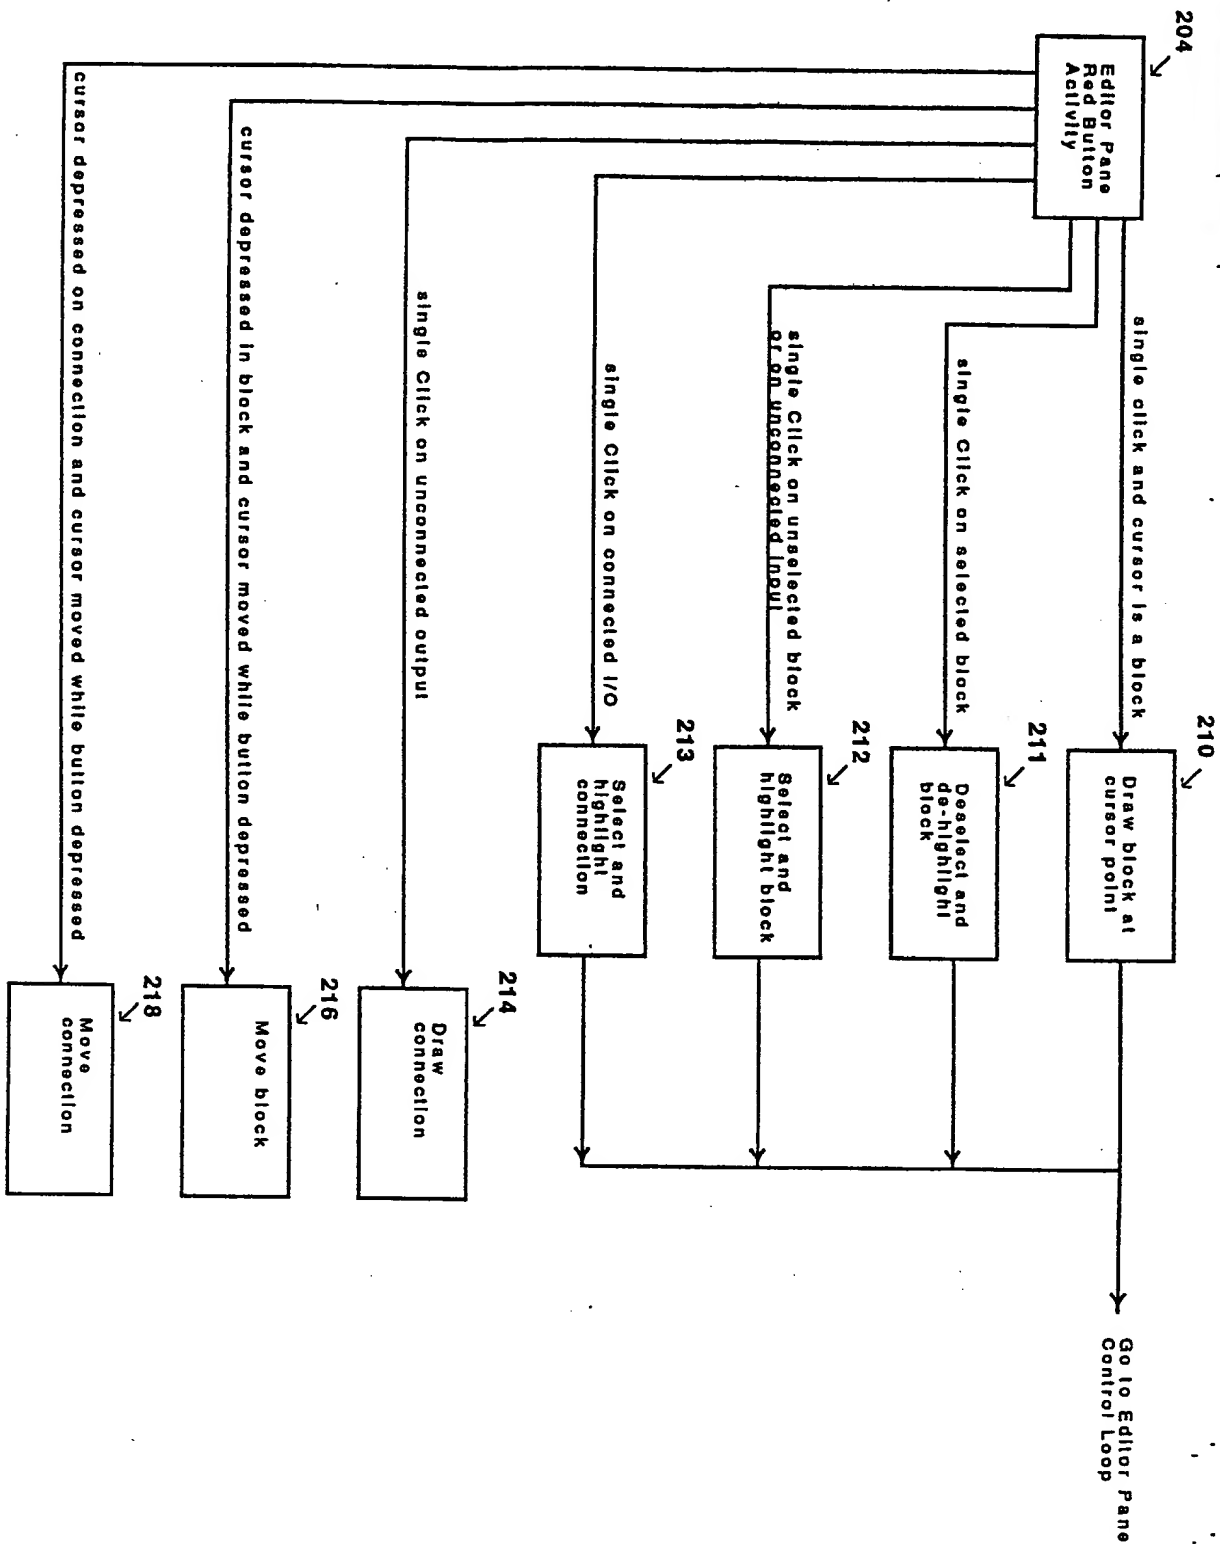 204
Editor Pane
Red Button
Activity
single click and cursor is a block
210
Draw block at
cursor point
Go to Editor Pane
Control Loop
single Click on selected block
211
Deselect and
de-highlight
block
single Click on unselected block
or on unconnected input
212
Select and
highlight block
single Click on connected I/O
213
Select and
highlight
connection
single Click on unconnected output
214
Draw
connection
cursor depressed in block and cursor moved while button depressed
216
Move block
cursor depressed on connection and cursor moved while button depressed
218
Move
connection